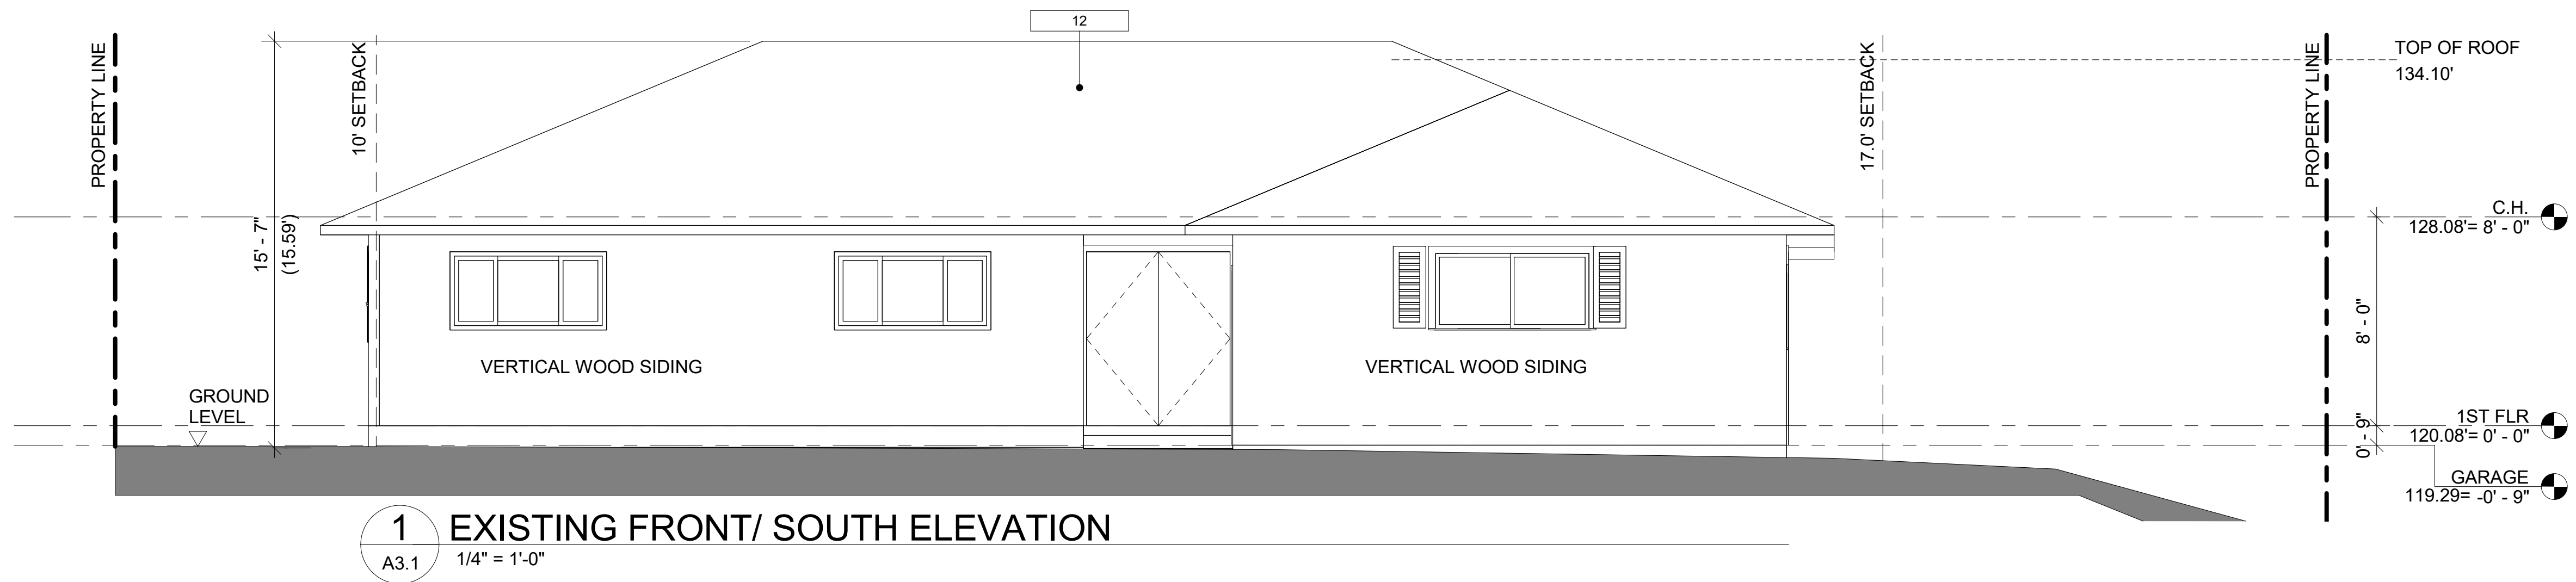 12
PROPERTY LINE
10' SETBACK
15' - 7"
(15.59')
17.0' SETBACK
PROPERTY LINE
TOP OF ROOF
134.10'
C.H.
128.08'= 8' - 0"
8' - 0"
VERTICAL WOOD SIDING
VERTICAL WOOD SIDING
GROUND
LEVEL
1ST FLR
120.08'= 0' - 0"
0' - 9"
GARAGE
119.29= -0' - 9"
1
A3.1
EXISTING FRONT/ SOUTH ELEVATION
1/4" = 1'-0"